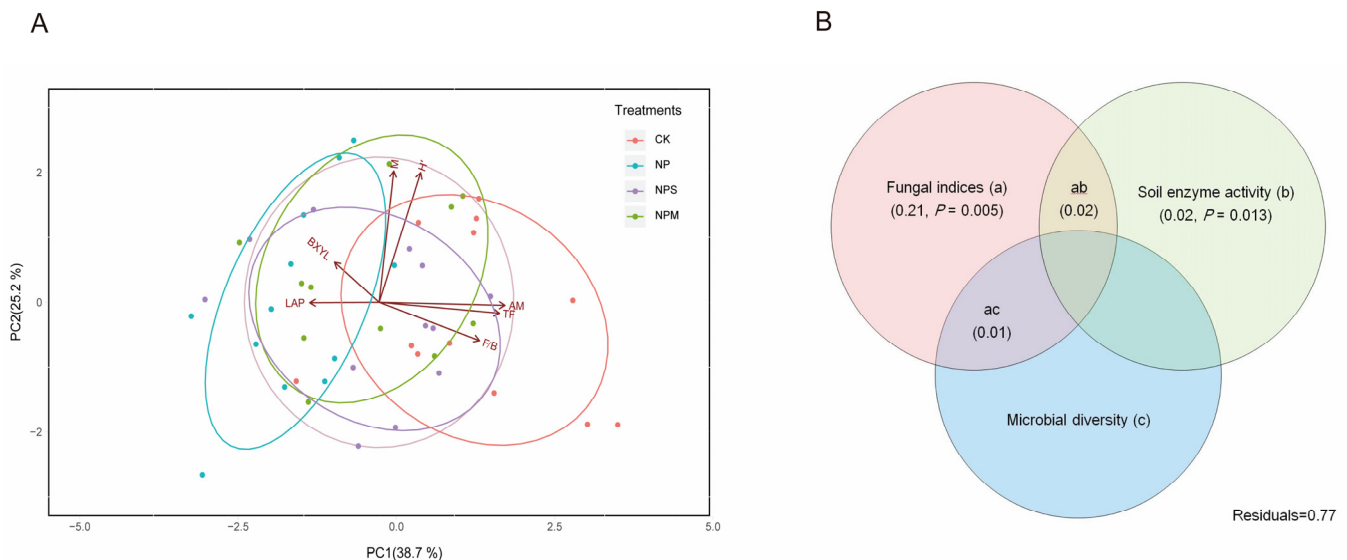 A
B
Treatments
CK
NP
NPS
NPM
M
H'
BXYL
LAP
AM
TF
F/B
2
0
−2
PC2(25.2 %)
−5.0
−2.5
0.0
2.5
5.0
PC1(38.7 %)
Fungal indices (a)
(0.21, P = 0.005)
ab
(0.02)
Soil enzyme activity (b)
(0.02, P = 0.013)
ac
(0.01)
Microbial diversity (c)
Residuals=0.77